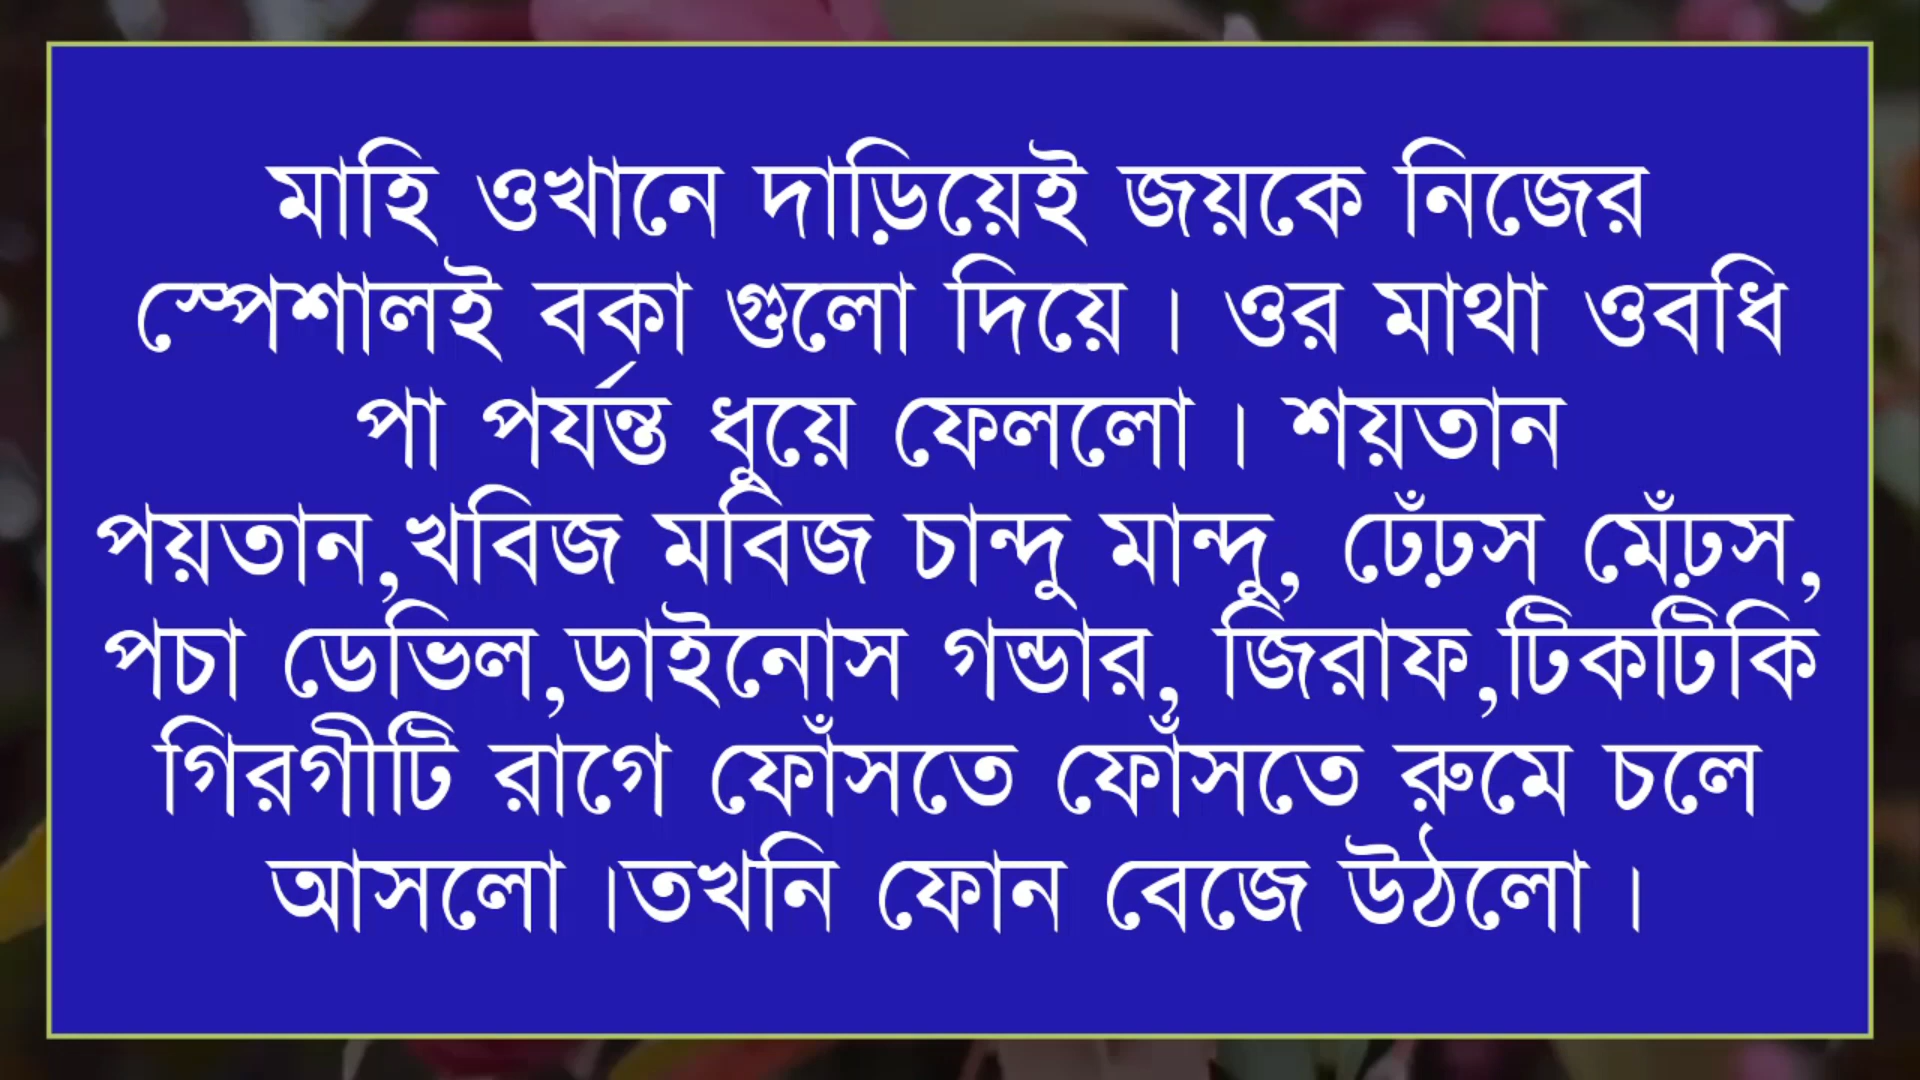 মাহি ওখানে দাড়িয়েই জয়কে নিজের
স্পেশালই বকা গুলো দিয়ে । ওর মাথা ওবধি
পা পর্যন্ত ধুয়ে ফেললো । শয়তান
পয়তান,খবিজ মবিজ চান্দু মান্দু, ঢেঁঢ়স মেঁঢ়স,
পচা ডেভিল,ডাইনোস গন্ডার, জিরাফ,টিকটিকি
গিরগীটি রাগে ফোঁসতে ফোঁসতে রুমে চলে
আসলো ।তখনি ফোন বেজে উঠলো ।